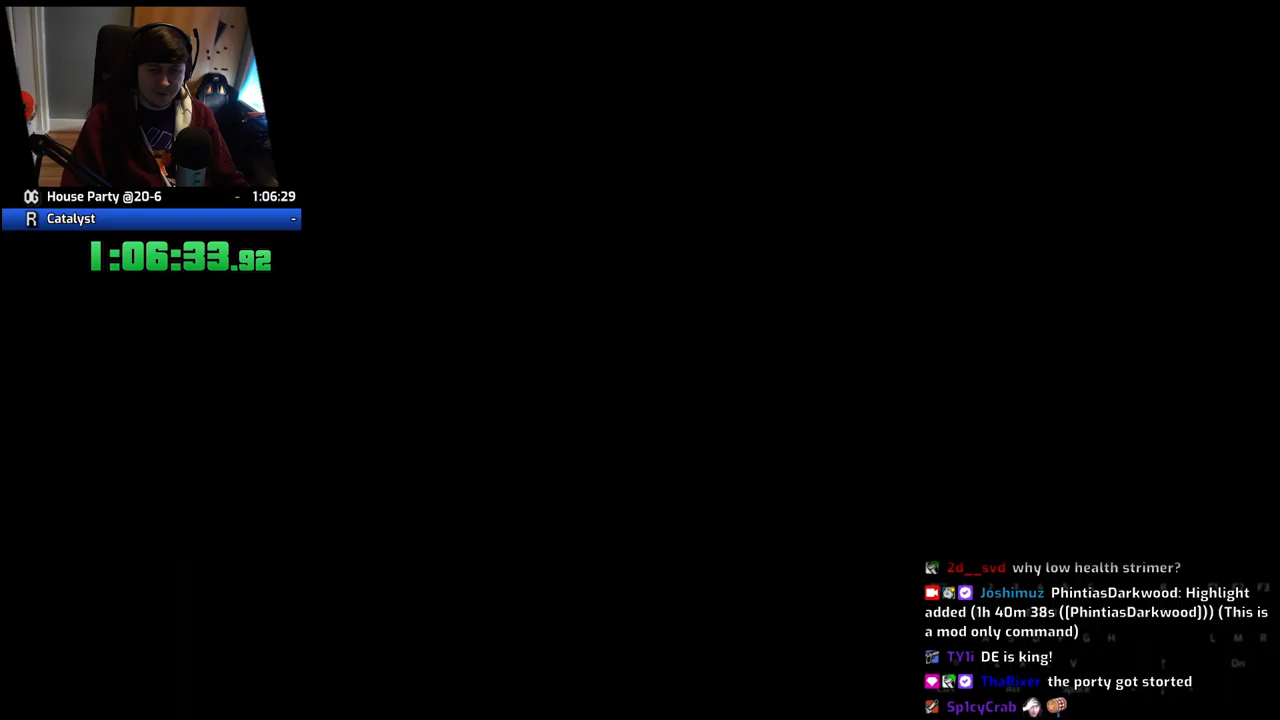 OG House Party @20-6 - 1:06:29
R Catalyst -
1:06:33.92
2d__svd why low health strimer?
Joshimuz PhintiasDarkwood: Highlight
added (1h 40m 38s ([PhintiasDarkwood])) (This is
a mod only command)
TY1i DE is king!
ThaRixer the porty got storted
Sp1cyCrab